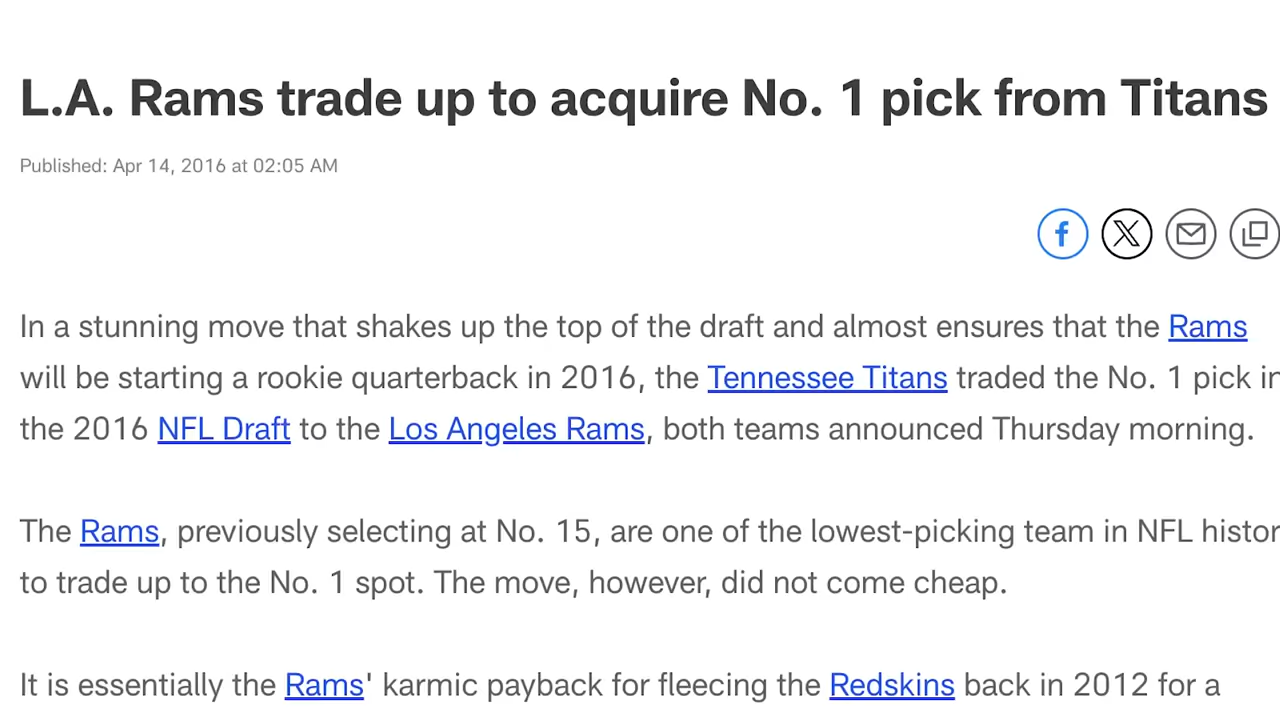 L.A. Rams trade up to acquire No. 1 pick from Titans
Published: Apr 14, 2016 at 02:05 AM
In a stunning move that shakes up the top of the draft and almost ensures that the Rams
will be starting a rookie quarterback in 2016, the Tennessee Titans traded the No. 1 pick in
the 2016 NFL Draft to the Los Angeles Rams, both teams announced Thursday morning.
The Rams, previously selecting at No. 15, are one of the lowest-picking team in NFL histor
to trade up to the No. 1 spot. The move, however, did not come cheap.
It is essentially the Rams' karmic payback for fleecing the Redskins back in 2012 for a